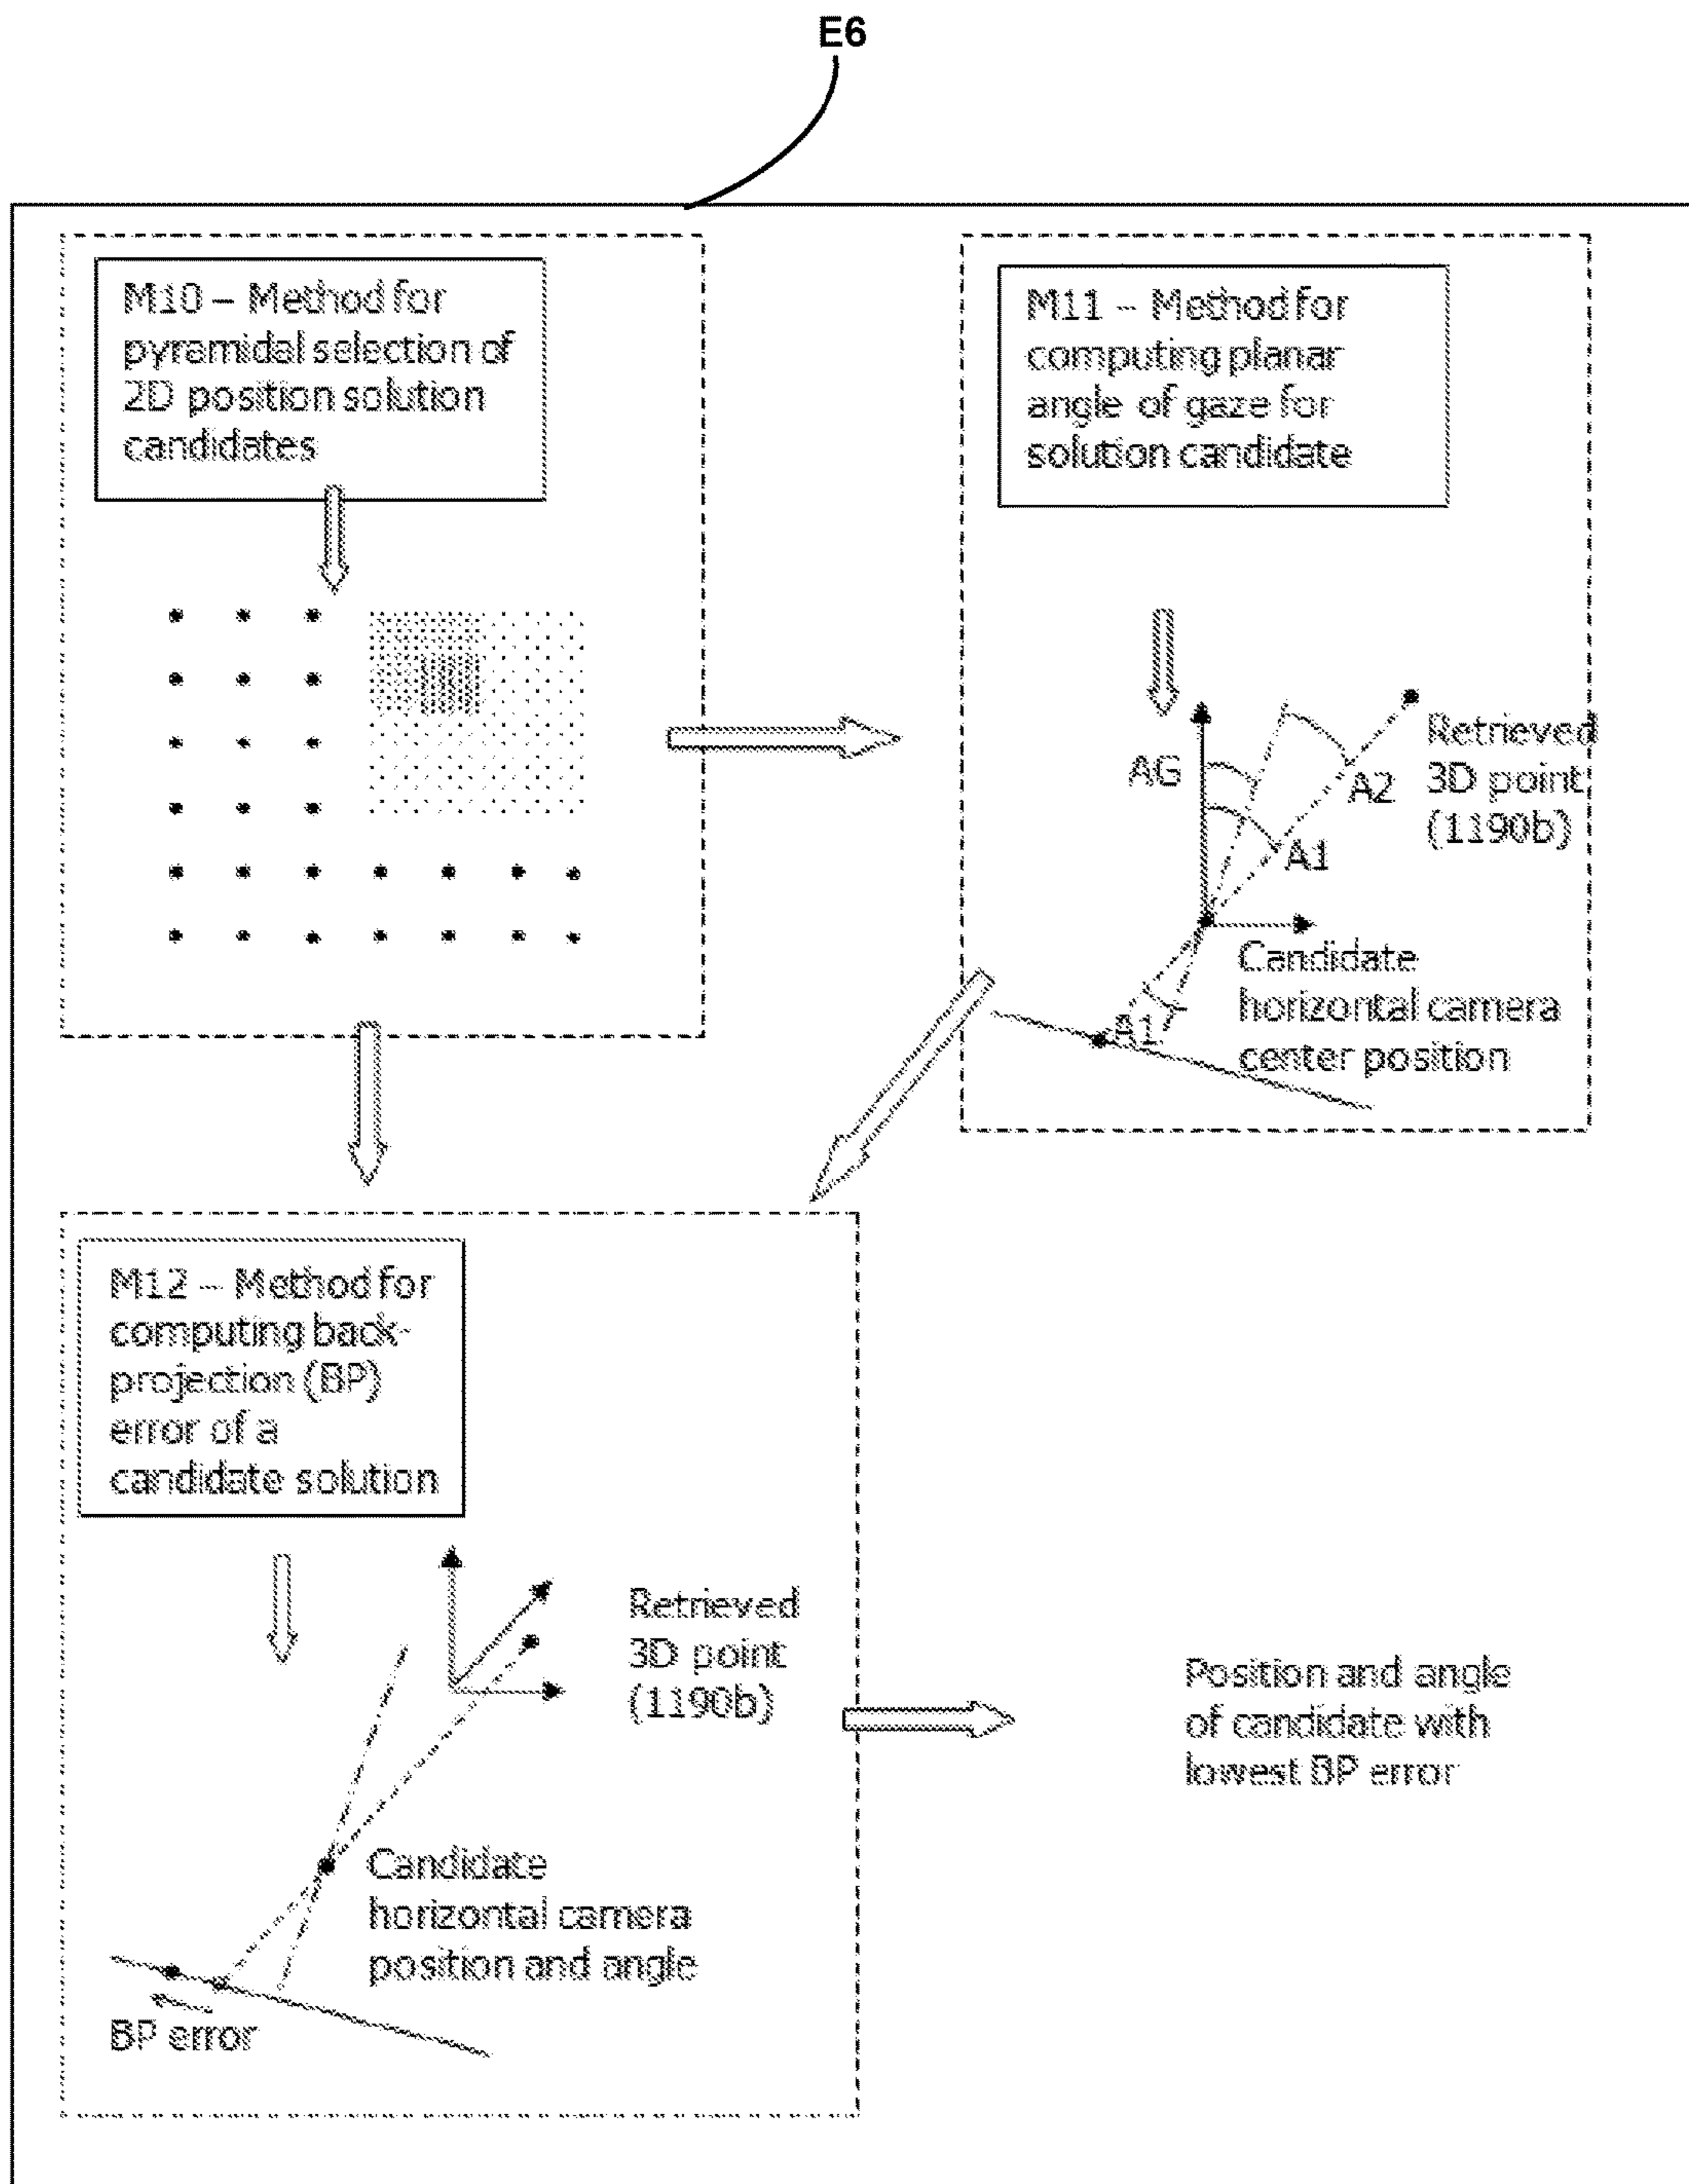 E6
M10 – Method for
pyramidal selection of
2D position solution
candidates
M11 – Method for
computing planar
angle of gaze for
solution candidate
AG
A2
A1
Retrieved
3D point
(1190b)
A1
Candidate
horizontal camera
center position
M12 – Method for
computing back-
projection (BP)
error of a
candidate solution
Retrieved
3D point
(1190b)
Candidate
horizontal camera
position and angle
BP error
Position and angle
of candidate with
lowest BP error